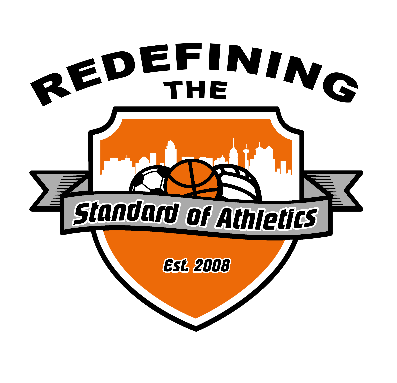 REDEFINING
THE
Standard of Athletics
Est. 2008